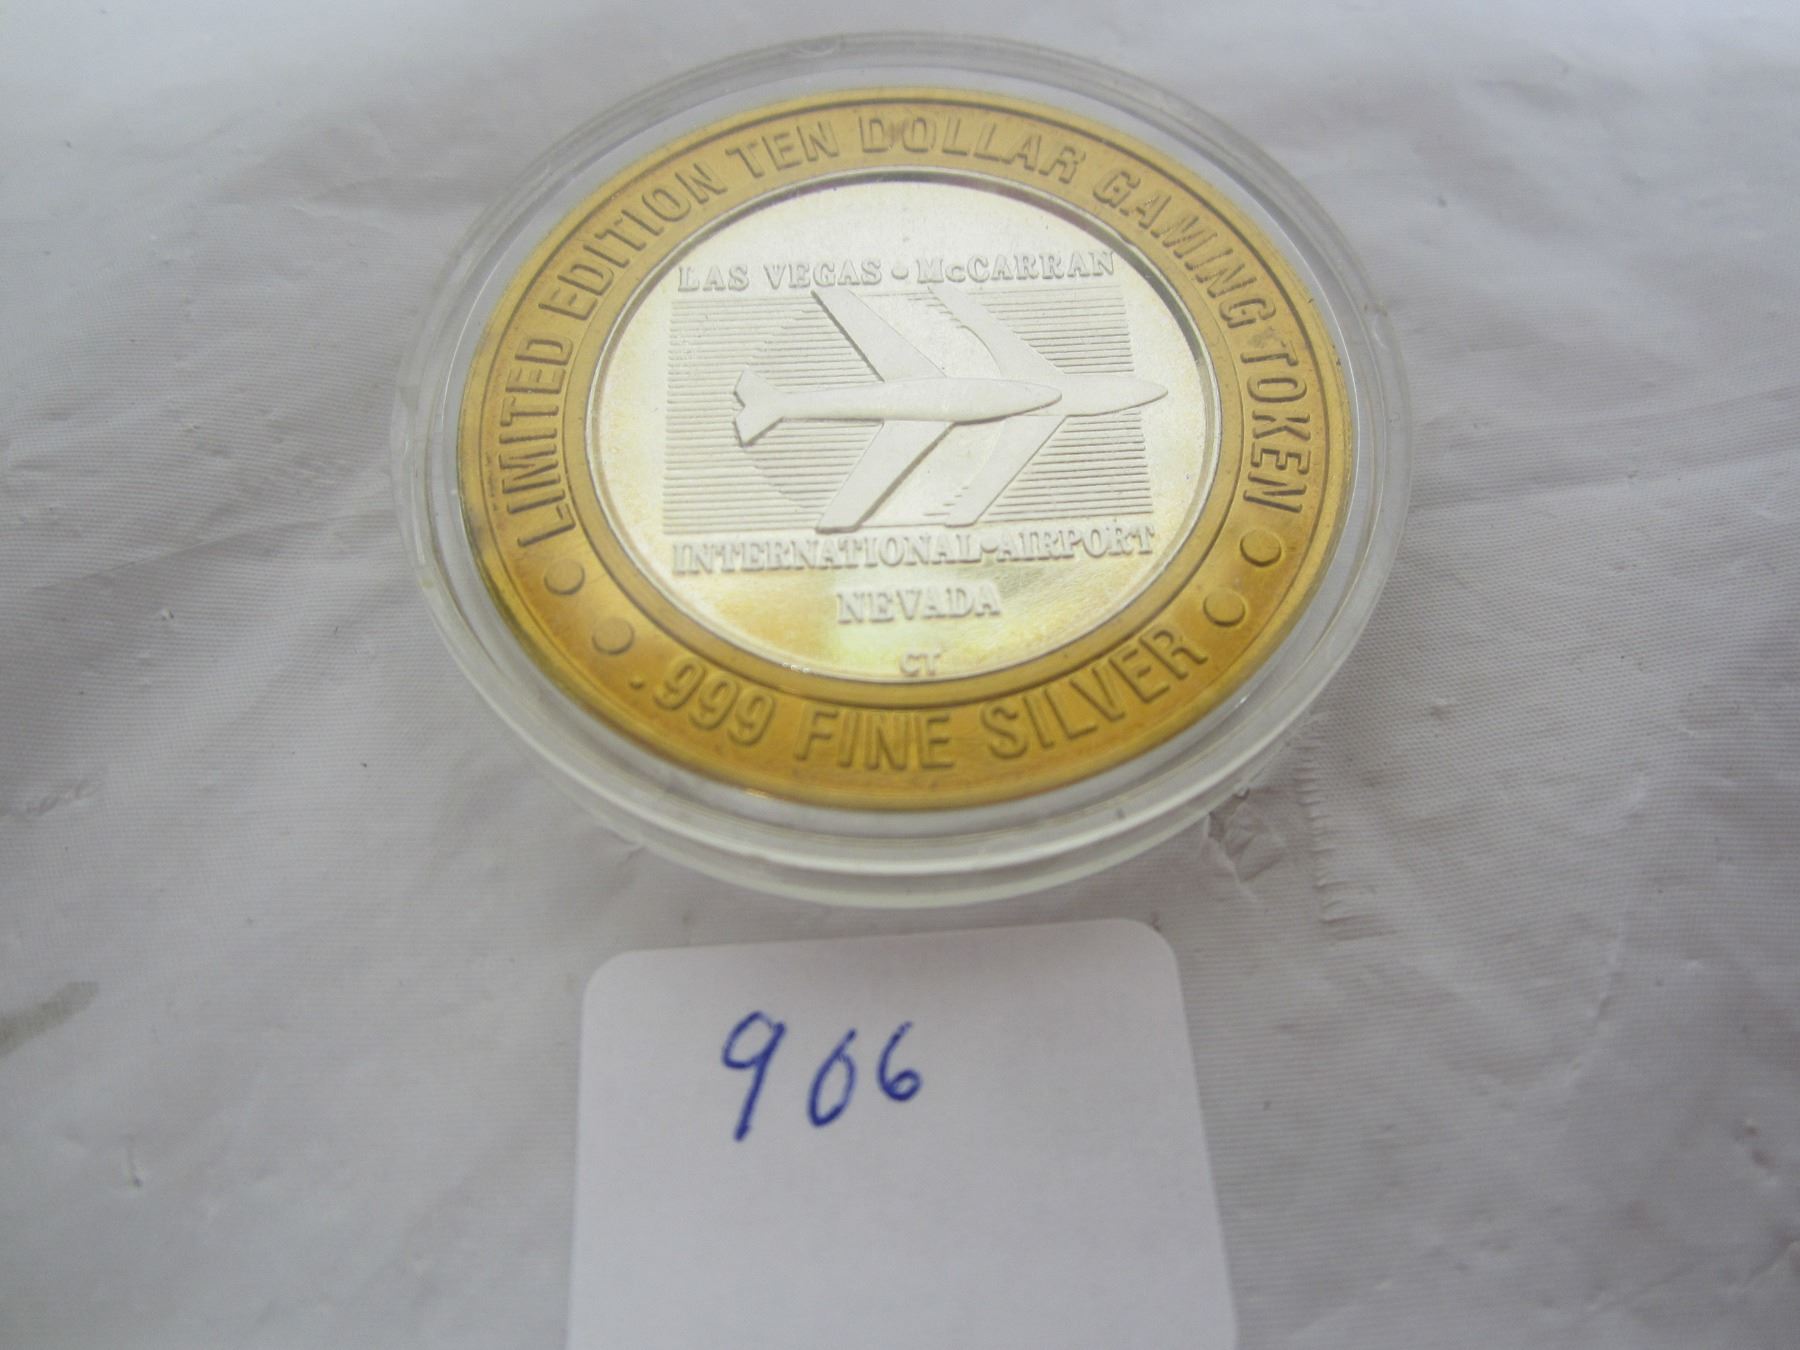 LIMITED EDITION TEN DOLLAR GAMING TOKEN
LAS VEGAS • McCARRAN
INTERNATIONAL AIRPORT
NEVADA
CT
.999 FINE SILVER
906